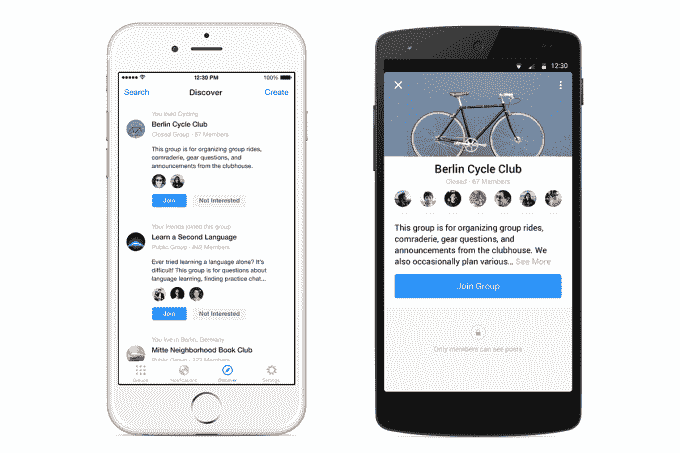 12:30 PM
100%
Search
Discover
Create
Berlin Cycle Club
Closed Group · 67 Members
This group is for organizing group rides,
comraderie, gear questions, and
announcements from the clubhouse.
Join
Not Interested
Your friends joined this group
Learn a Second Language
Public Group ·
Members
Ever tried learning a language alone? It's
difficult! This group is for questions about
language learning, finding practice chat...
Join
Not Interested
You live in Berlin, Germany
Mitte Neighborhood Book Club
Public Group ·
Members
Groups
Notifications
Discover
Settings
12:30
Berlin Cycle Club
Closed · 67 Members
This group is for organizing group rides,
comraderie, gear questions, and
announcements from the clubhouse. We
also occasionally plan various... See More
Join Group
Only members can see posts